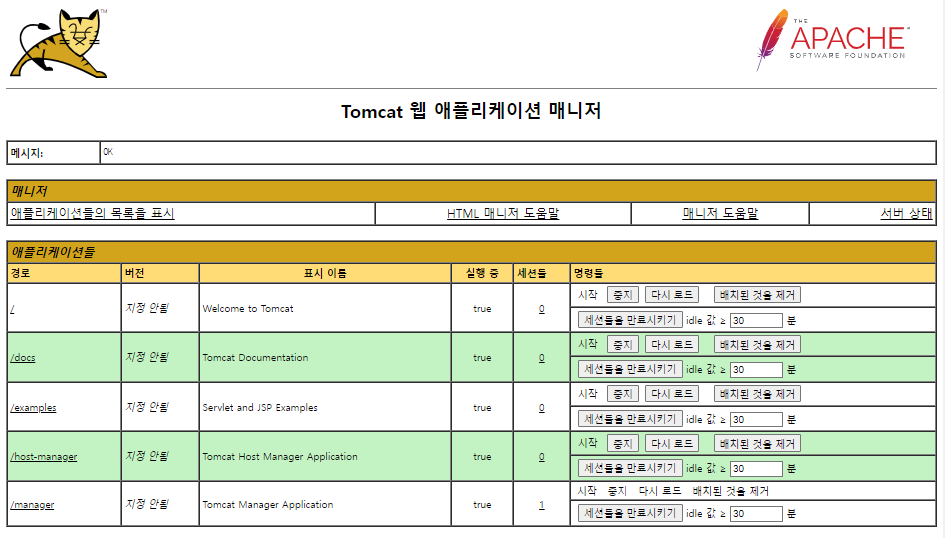 TM
THE
APACHE
SOFTWARE FOUNDATION
Tomcat 웹 애플리케이션 매니저
메시지: OK
매니저
애플리케이션들의 목록을 표시 HTML 매니저 도움말 매니저 도움말 서버 상태
애플리케이션들
경로 버전 표시 이름 실행 중 세션들 명령들
/ 지정 안됨 Welcome to Tomcat true 0 시작 중지 다시 로드 배치된 것을 제거
세션들을 만료시키기 idle 값 ≥ 30 분
/docs 지정 안됨 Tomcat Documentation true 0 시작 중지 다시 로드 배치된 것을 제거
세션들을 만료시키기 idle 값 ≥ 30 분
/examples 지정 안됨 Servlet and JSP Examples true 0 시작 중지 다시 로드 배치된 것을 제거
세션들을 만료시키기 idle 값 ≥ 30 분
/host-manager 지정 안됨 Tomcat Host Manager Application true 0 시작 중지 다시 로드 배치된 것을 제거
세션들을 만료시키기 idle 값 ≥ 30 분
/manager 지정 안됨 Tomcat Manager Application true 1 시작 중지 다시 로드 배치된 것을 제거
세션들을 만료시키기 idle 값 ≥ 30 분